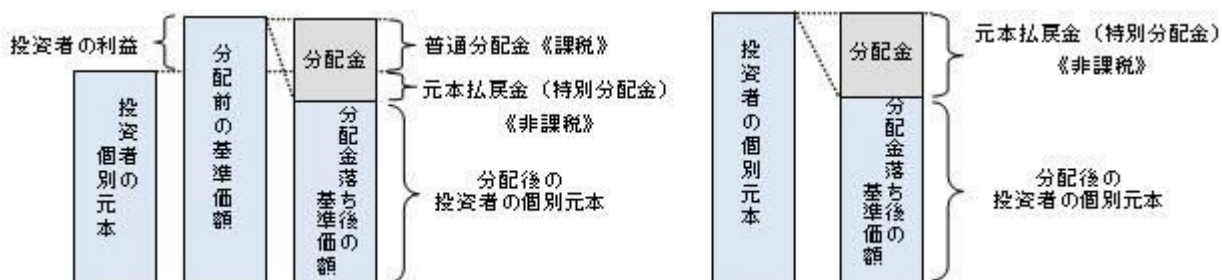 投資者の利益
投資者の
個別元本
分配前の基準価額
分配金
分配金落ち後の
基準価額
普通分配金《課税》
元本払戻金（特別分配金）
《非課税》
分配後の
投資者の個別元本
投資者の個別元本
分配金
分配金落ち後の
基準価額
元本払戻金（特別分配金）
《非課税》
分配後の
投資者の個別元本